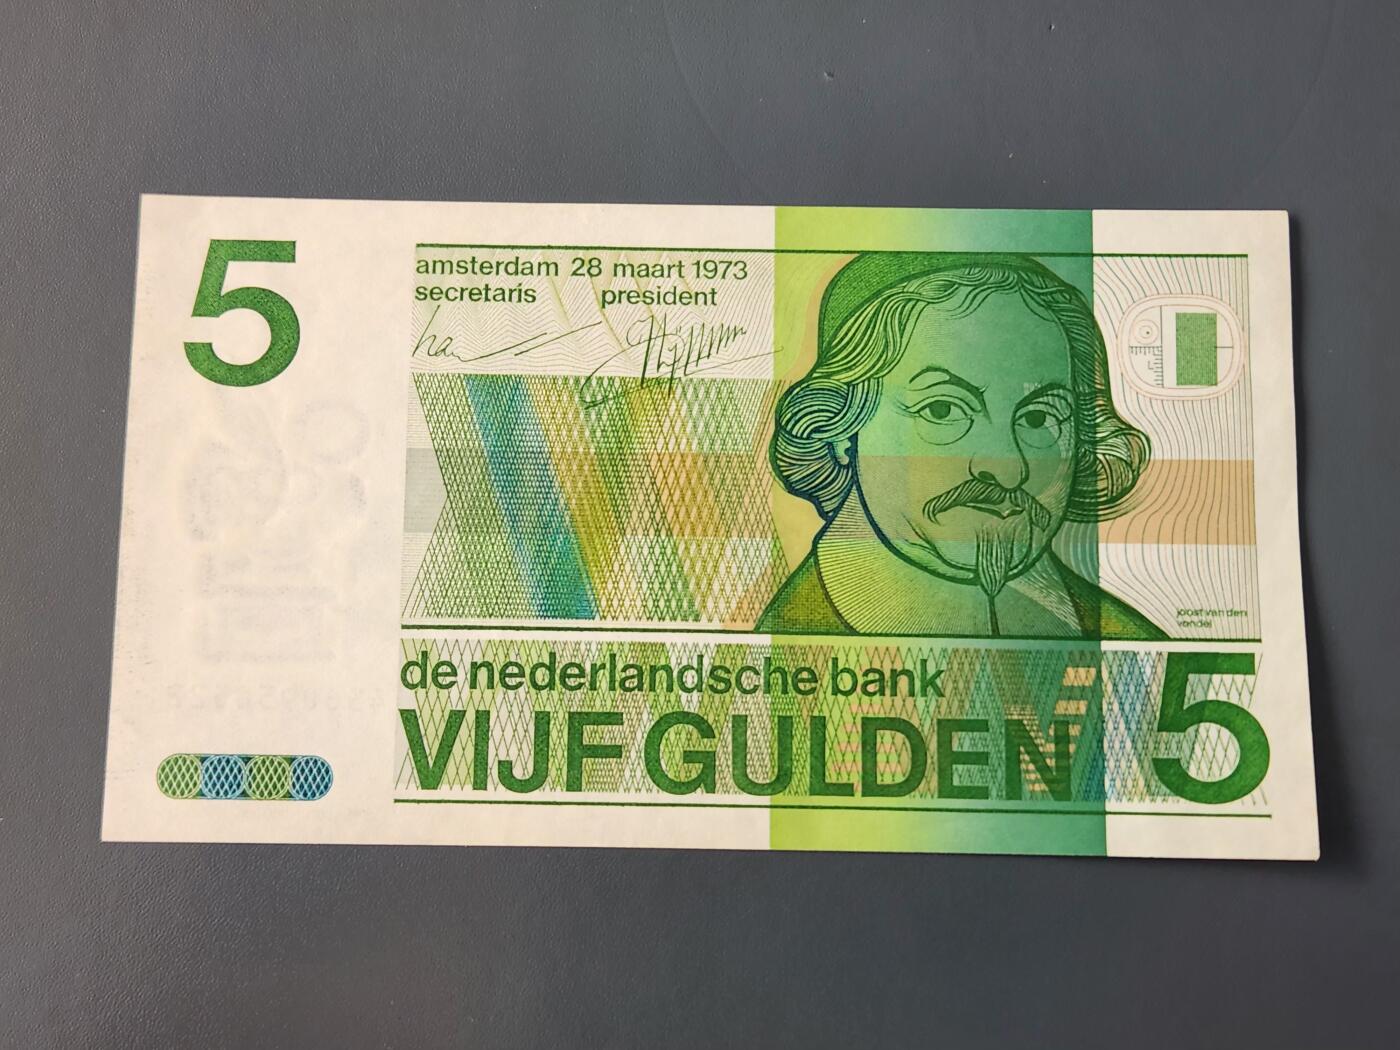 5
amsterdam 28 maart 1973
secretaris president
joost van den
vondel
de nederlandsche bank
VIJF GULDEN 5